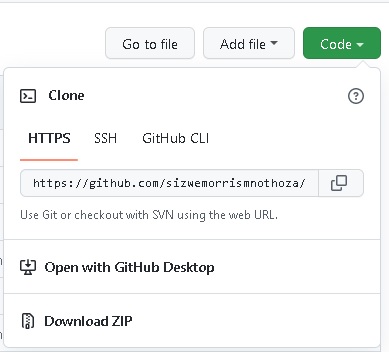 Go to file
Add file
Code
Clone
HTTPS
SSH
GitHub CLI
https://github.com/sizwemorrismnothoza/
Use Git or checkout with SVN using the web URL.
Open with GitHub Desktop
Download ZIP